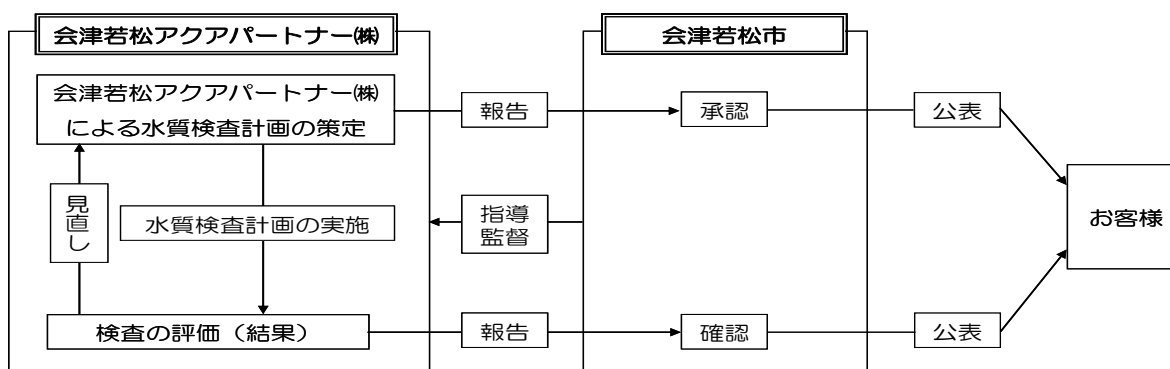 会津若松アクアパートナー㈱
会津若松市
会津若松アクアパートナー㈱
による水質検査計画の策定
報告
承認
公表
見直し
水質検査計画の実施
指導
監督
お客様
検査の評価（結果）
報告
確認
公表